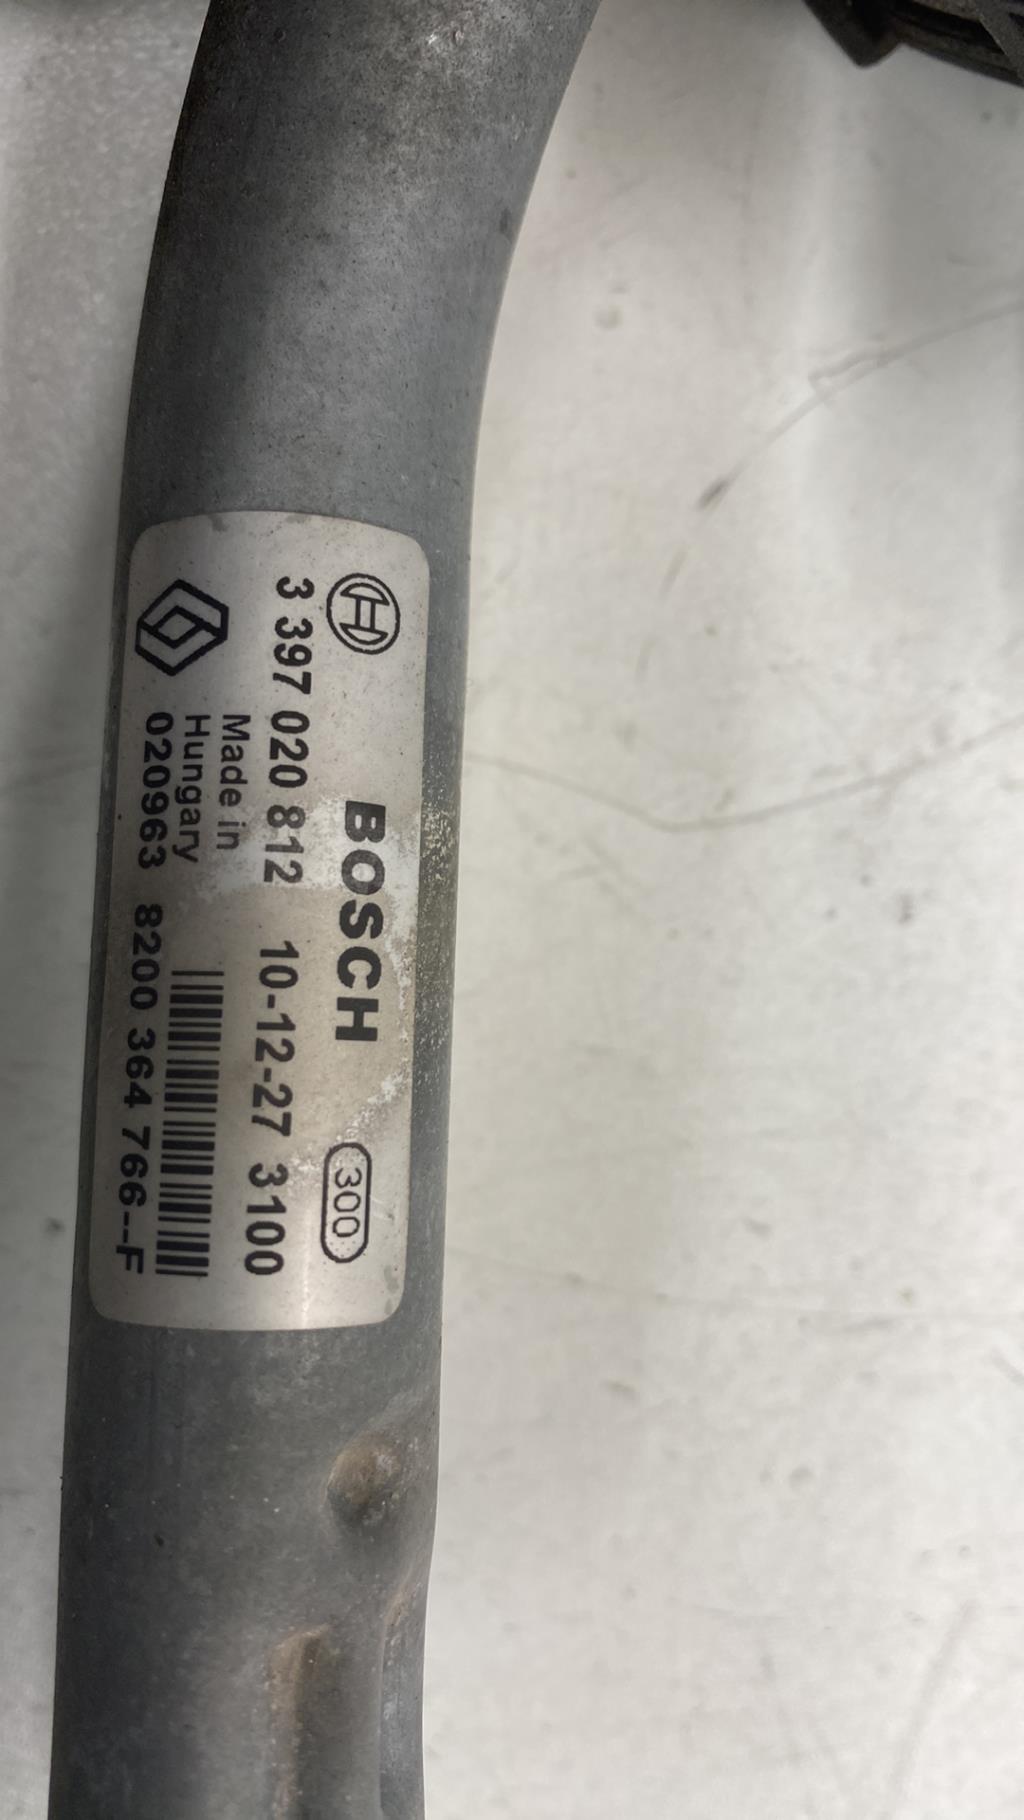 BOSCH 300
3 397 020 812 10-12-27 3100
Made in
Hungary
020963 8200 364 766--F